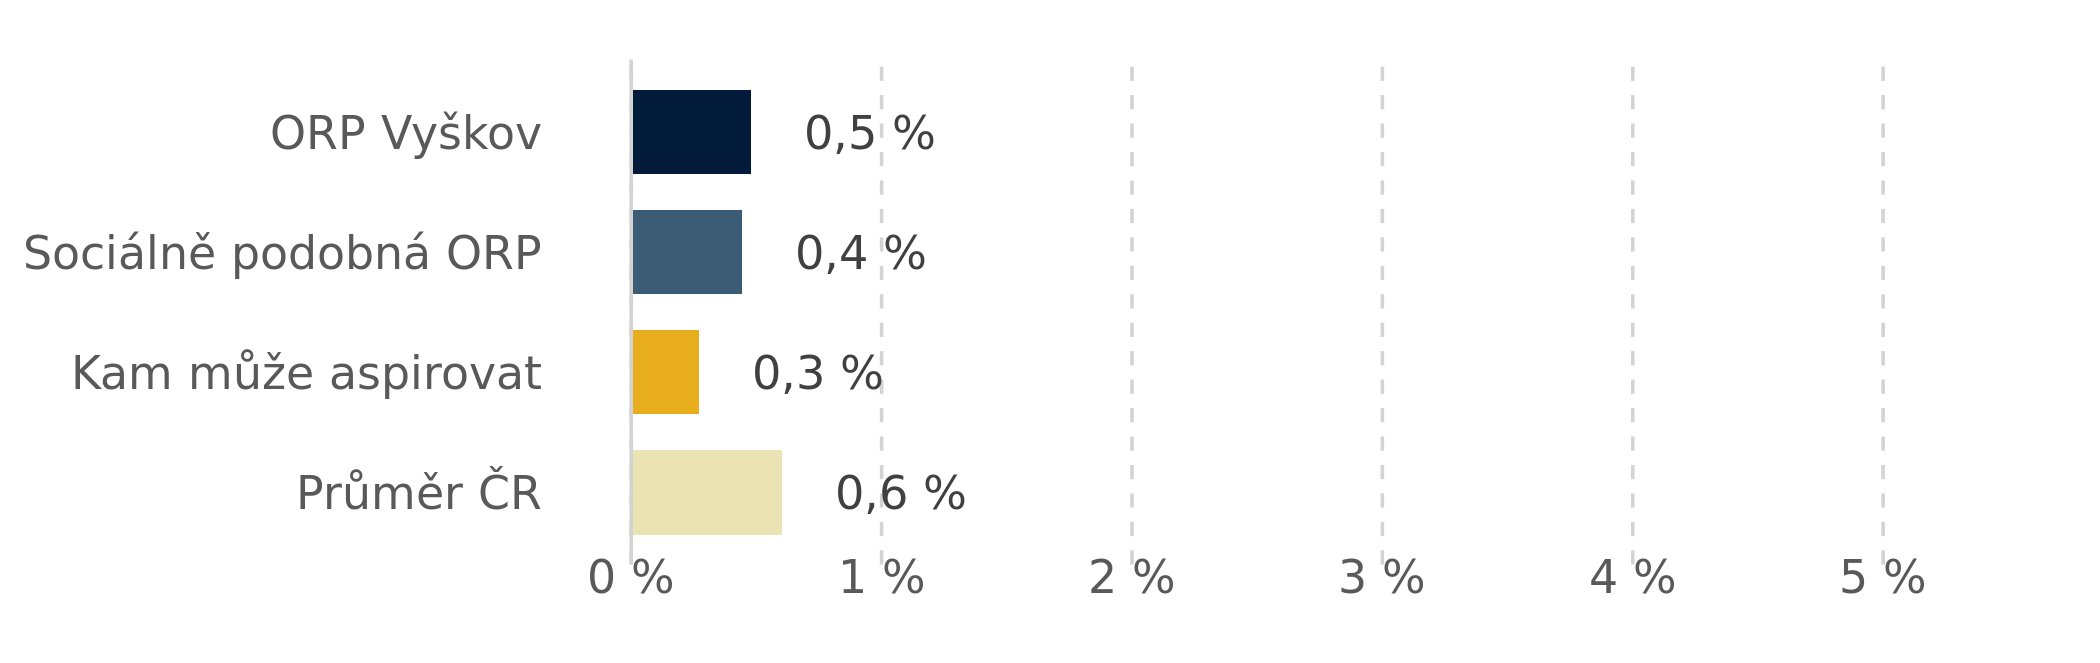 ORP Vyškov 0,5 %
Sociálně podobná ORP 0,4 %
Kam může aspirovat 0,3 %
Průměr ČR 0,6 %
0 % 1 % 2 % 3 % 4 % 5 %